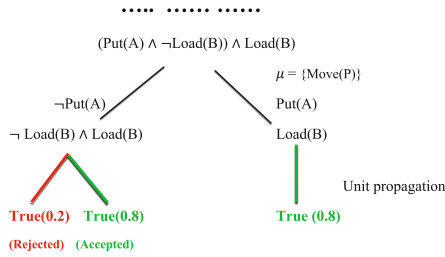 ..... ...... ......
(Put(A) ∧ ¬Load(B)) ∧ Load(B)
μ = {Move(P)}
¬Put(A)
Put(A)
¬ Load(B) ∧ Load(B)
Load(B)
Unit propagation
True(0.2) True(0.8) True (0.8)
(Rejected) (Accepted)